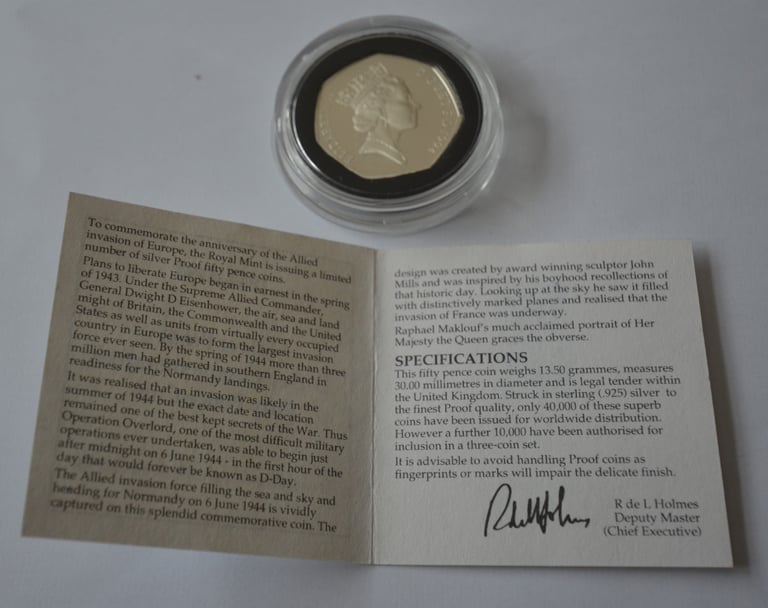 To commemorate the anniversary of the Allied
invasion of Europe, the Royal Mint is issuing a limited
number of silver Proof fifty pence coins.
Plans to liberate Europe began in earnest in the spring
of 1943. Under the Supreme Allied Commander,
General Dwight D Eisenhower, the air, sea and land
might of Britain, the Commonwealth and the United
States as well as units from virtually every occupied
country in Europe was to form the largest invasion
force ever seen. By the spring of 1944 more than three
million men had gathered in southern England in
readiness for the Normandy landings.
It was realised that an invasion was likely in the
summer of 1944 but the exact date and location
remained one of the best kept secrets of the War. Thus
Operation Overlord, one of the most difficult military
operations ever undertaken, was able to begin just
after midnight on 6 June 1944 - in the first hour of the
day that would forever be known as D-Day.
The Allied invasion force filling the sea and sky and
heading for Normandy on 6 June 1944 is vividly
captured on this splendid commemorative coin. The
design was created by award winning sculptor John
Mills and was inspired by his boyhood recollections of
that historic day. Looking up at the sky he saw it filled
with distinctively marked planes and realised that the
invasion of France was underway.
Raphael Maklouf's much acclaimed portrait of Her
Majesty the Queen graces the obverse.
SPECIFICATIONS
This fifty pence coin weighs 13.50 grammes, measures
30.00 millimetres in diameter and is legal tender within
the United Kingdom. Struck in sterling (.925) silver to
the finest Proof quality, only 40,000 of these superb
coins have been issued for worldwide distribution.
However a further 10,000 have been authorised for
inclusion in a three-coin set.
It is advisable to avoid handling Proof coins as
fingerprints or marks will impair the delicate finish.
R de L Holmes
Deputy Master
(Chief Executive)